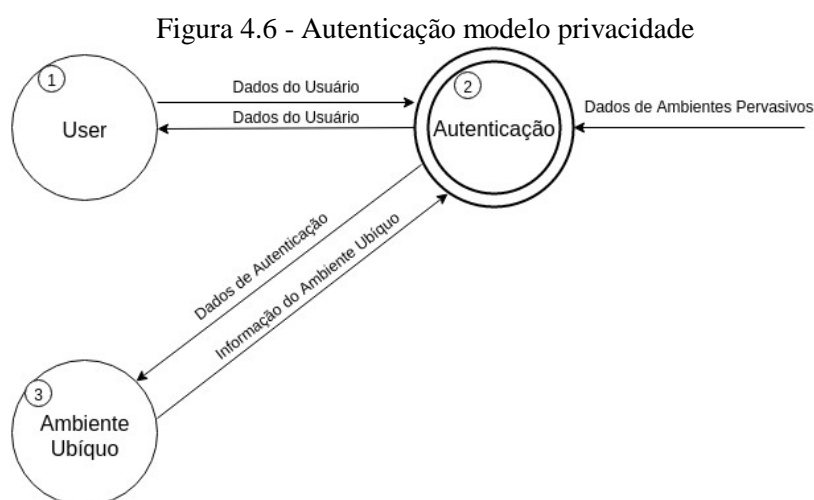 Figura 4.6 - Autenticação modelo privacidade
1
User
Dados do Usuário
Dados do Usuário
2
Autenticação
Dados de Ambientes Pervasivos
Dados de Autenticação
Informação do Ambiente Ubíquo
3
Ambiente
Ubíquo